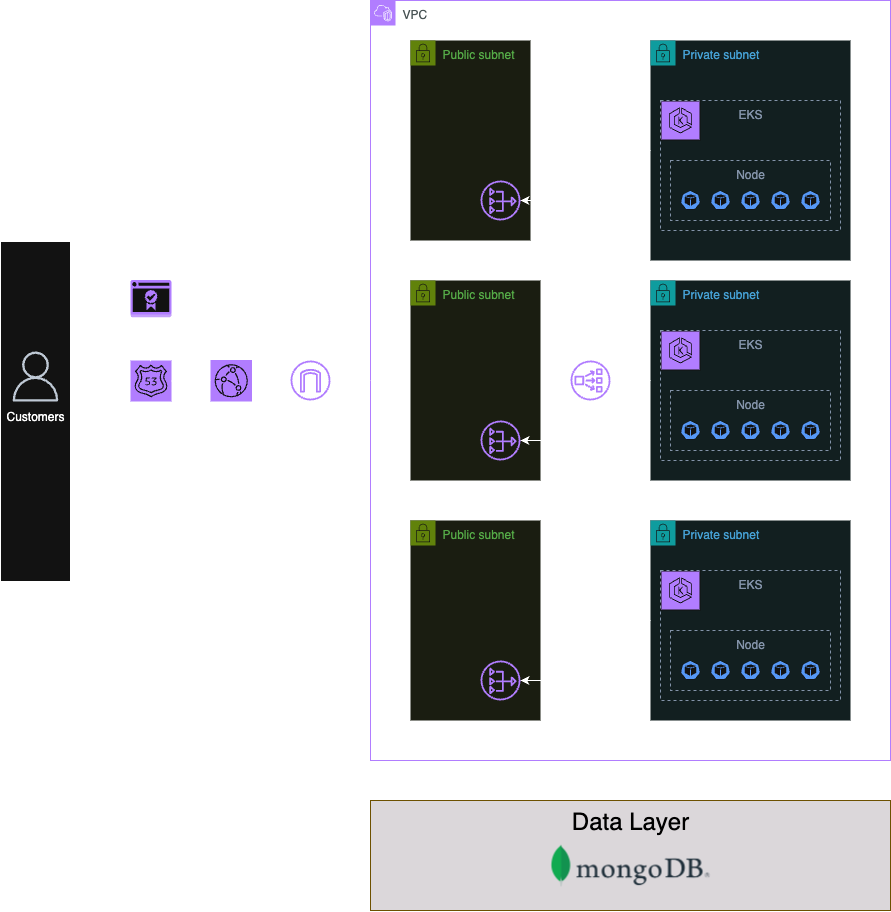 VPC
Public subnet
Private subnet
EKS
Node
Public subnet
Private subnet
EKS
Node
53
Customers
Public subnet
Private subnet
EKS
Node
Data Layer
mongoDB®